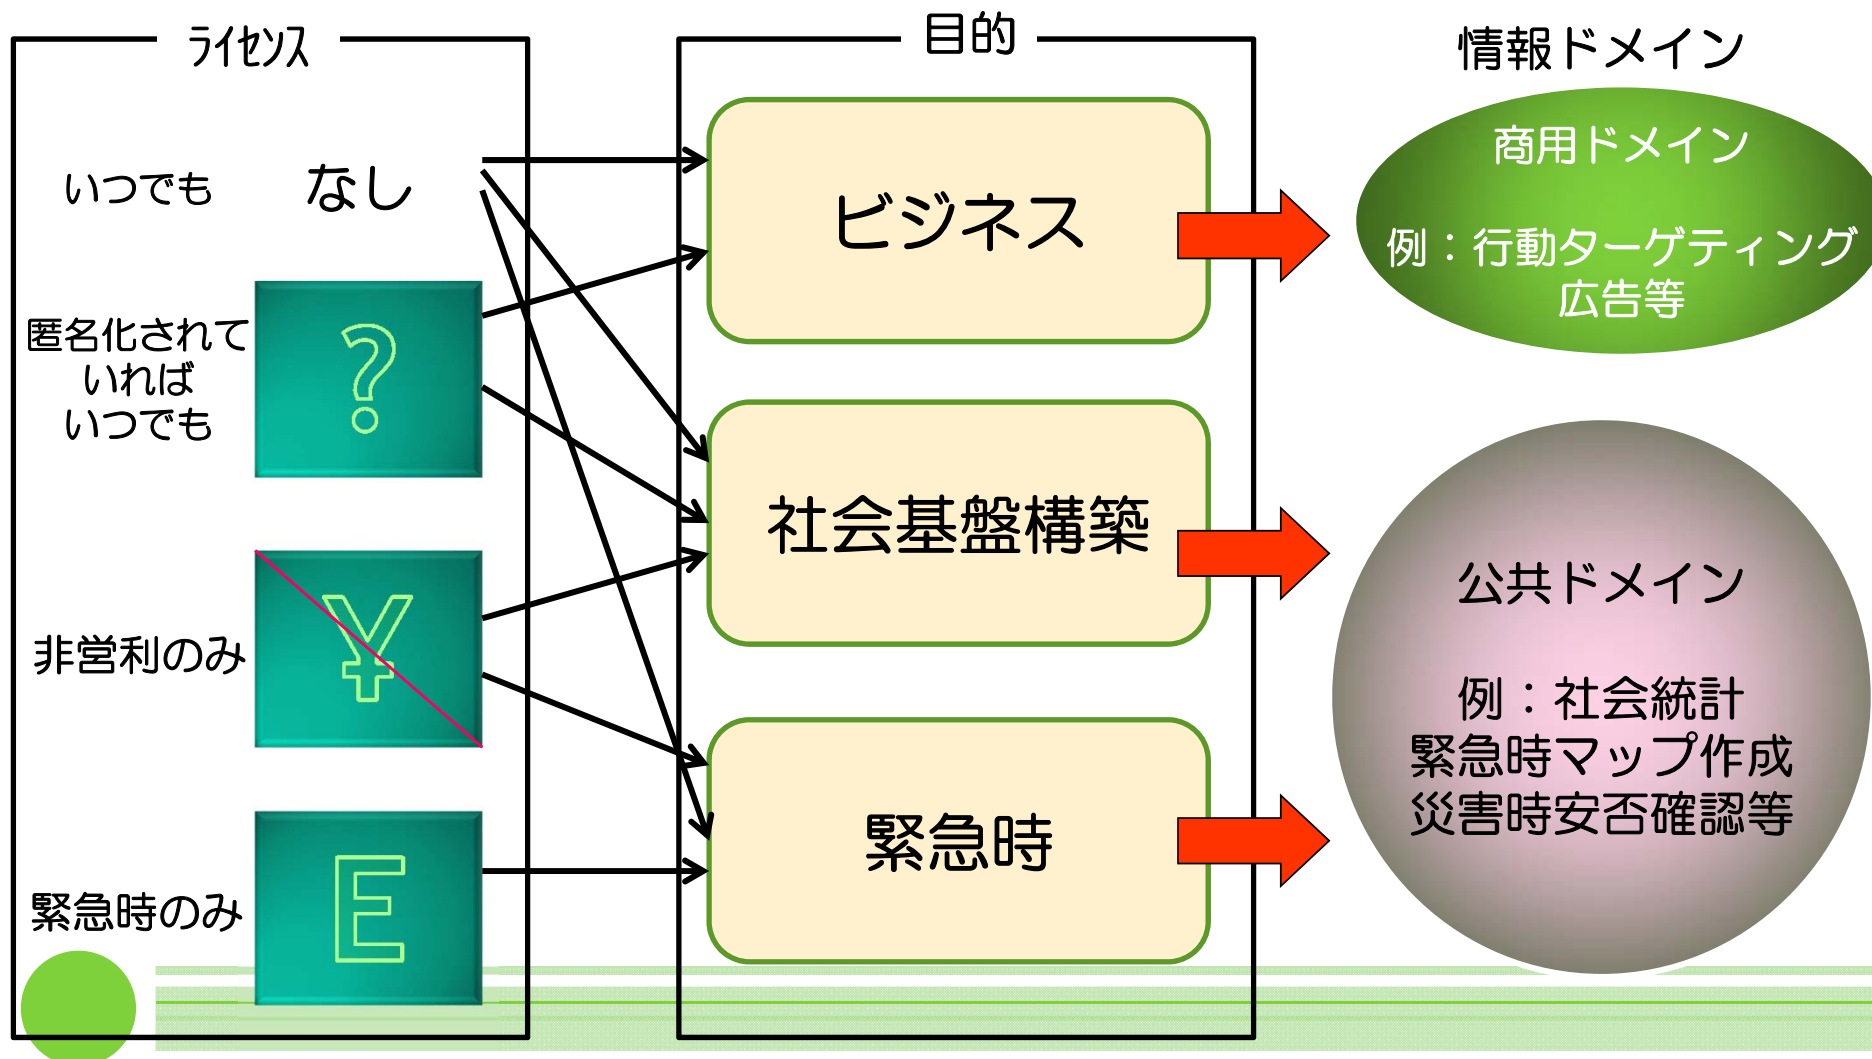 ライセンス
目的
情報ドメイン
いつでも
なし
匿名化されて
いれば
いつでも
?
非営利のみ
¥
緊急時のみ
E
ビジネス
社会基盤構築
緊急時
商用ドメイン
例：行動ターゲティング
広告等
公共ドメイン
例：社会統計
緊急時マップ作成
災害時安否確認等